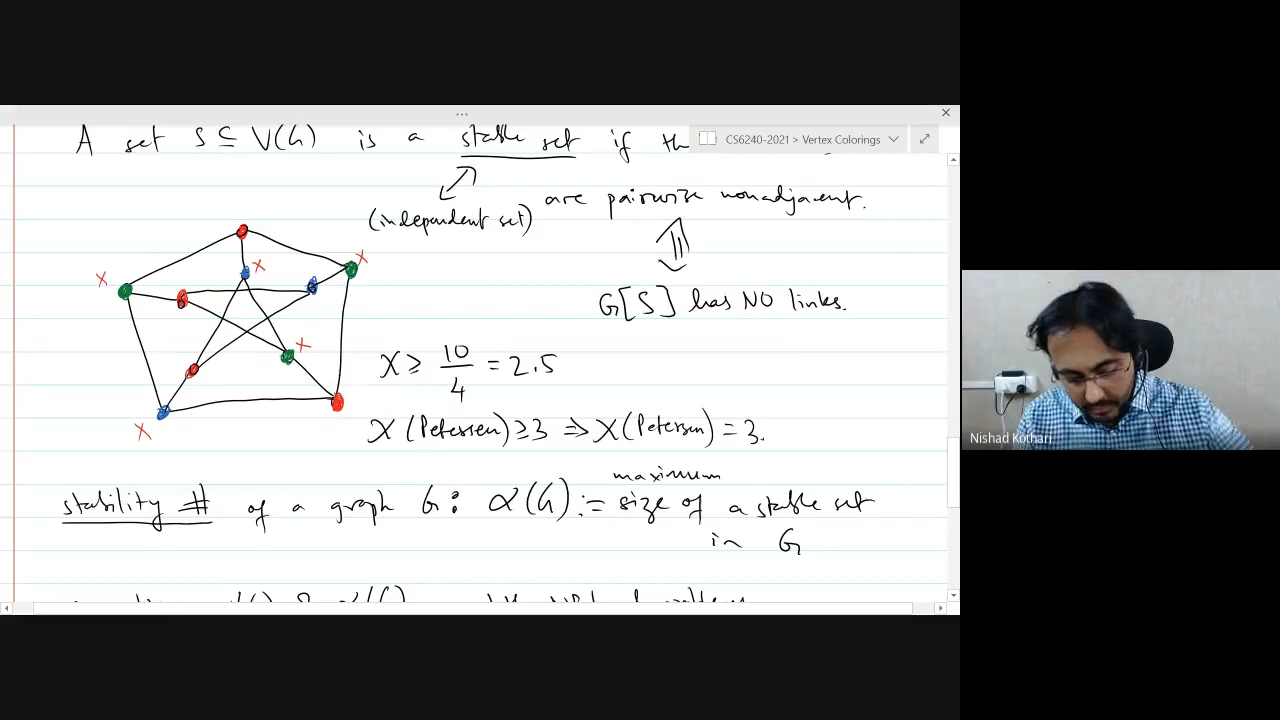 A set S ⊆ V(G) is a stable set if th
CS6240-2021 > Vertex Colorings
(independent set) are pairwise nonadjacent.
G[S] has NO links.
X X X X X
χ ≥ 10/4 = 2.5
χ(Petersen) ≥ 3 ⇒ χ(Petersen) = 3.
maximum
stability # of a graph G: α(G) := size of a stable set
in G
Nishad Kothari